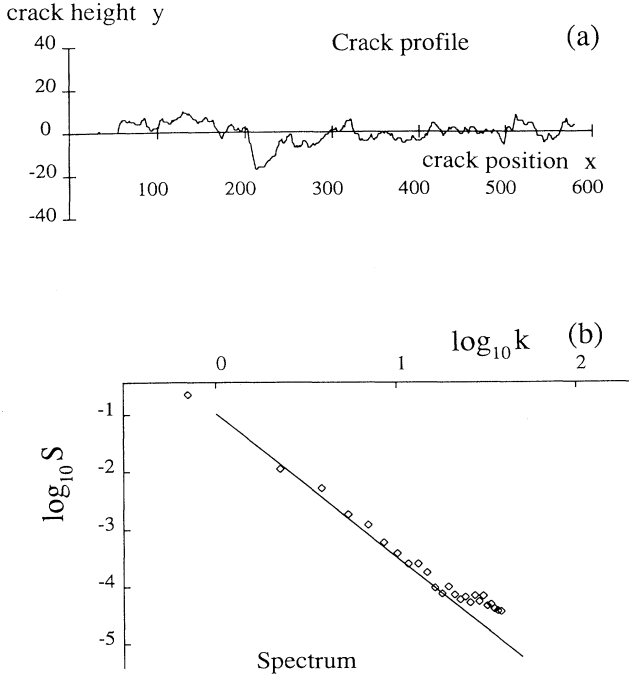 crack height y
(a)
Crack profile
40
20
0
-20
-40
crack position x
100 200 300 400 500 600
(b)
log10k
0 1 2
-1
-2
-3
-4
-5
log10S
Spectrum